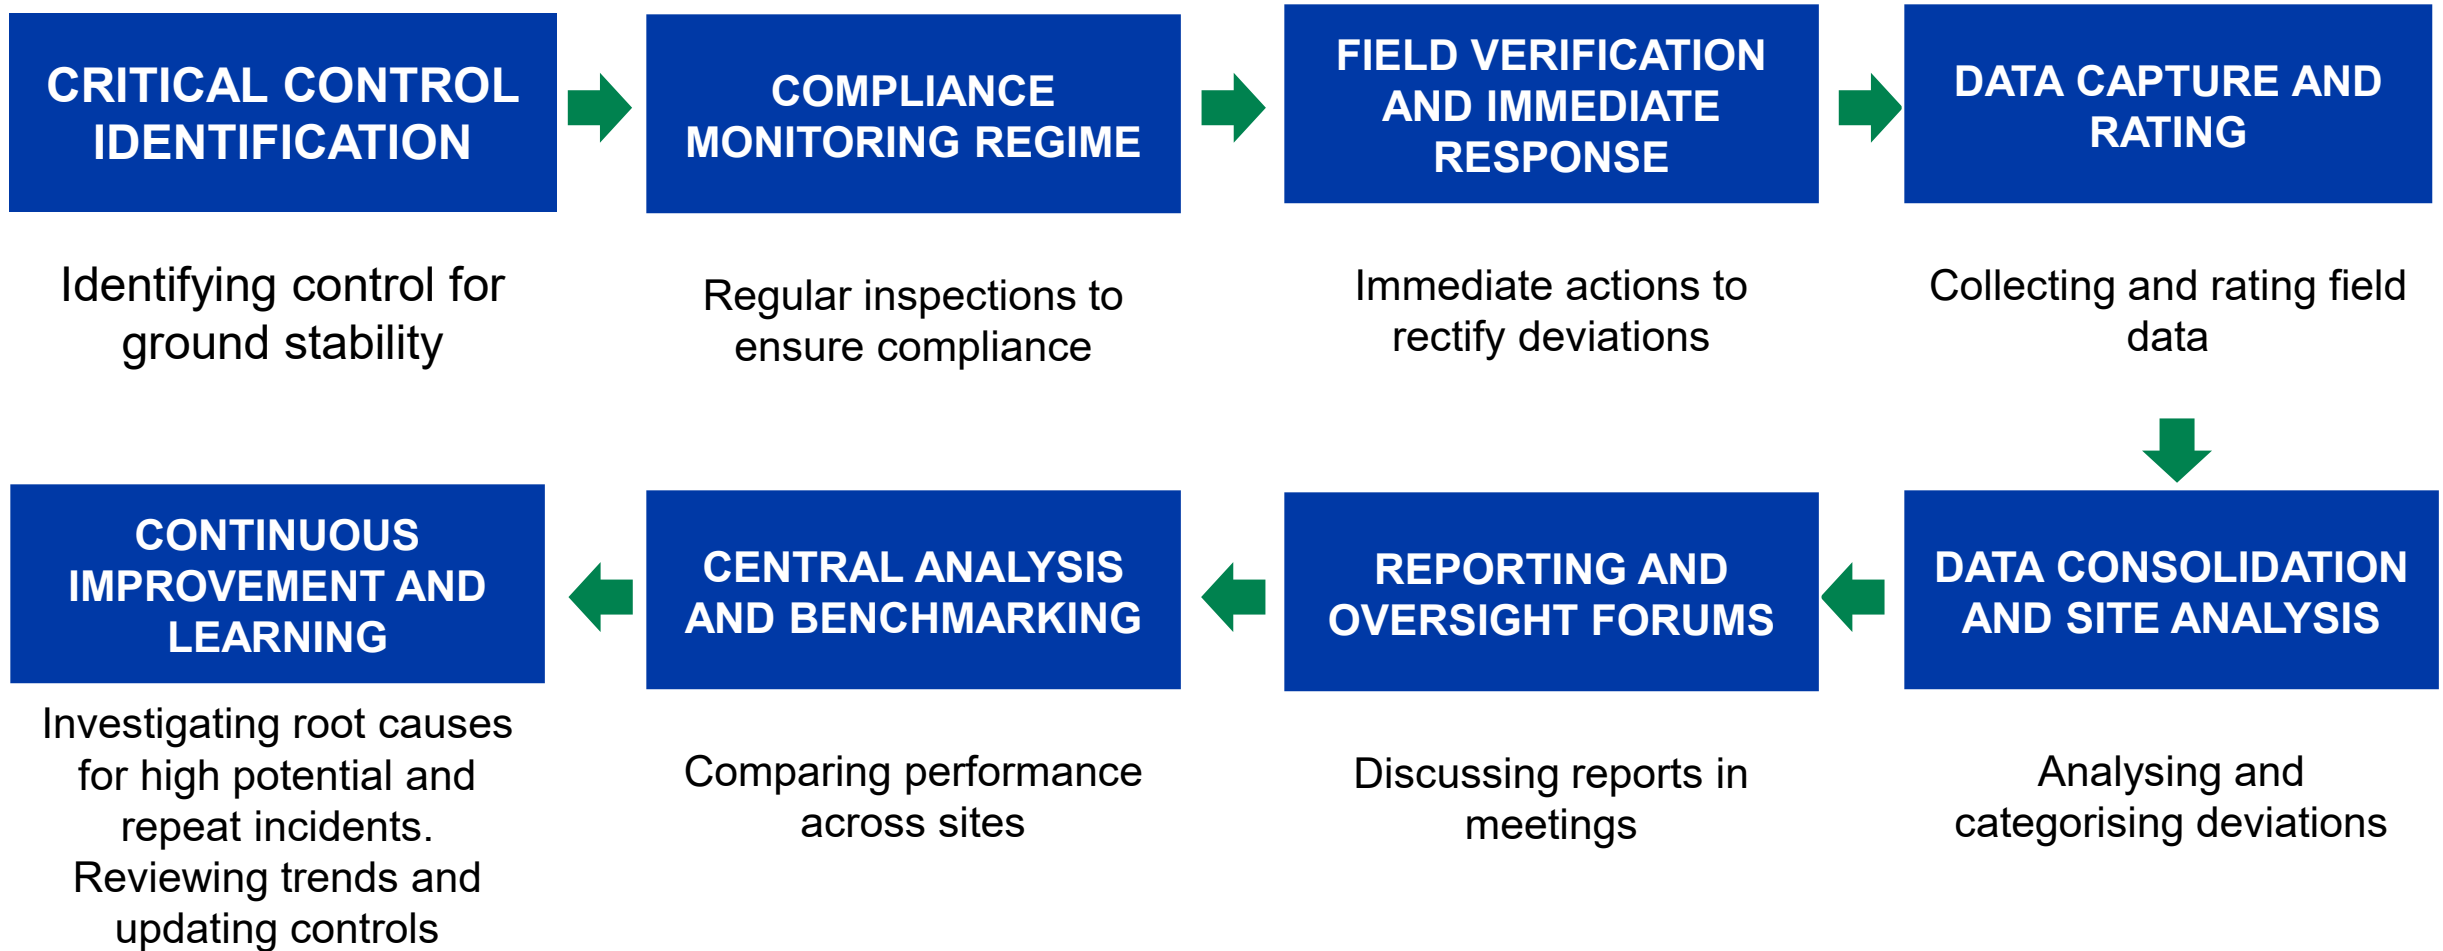 CRITICAL CONTROL
IDENTIFICATION
Identifying control for
ground stability
COMPLIANCE
MONITORING REGIME
Regular inspections to
ensure compliance
FIELD VERIFICATION
AND IMMEDIATE
RESPONSE
Immediate actions to
rectify deviations
DATA CAPTURE AND
RATING
Collecting and rating field
data
DATA CONSOLIDATION
AND SITE ANALYSIS
Analysing and
categorising deviations
REPORTING AND
OVERSIGHT FORUMS
Discussing reports in
meetings
CENTRAL ANALYSIS
AND BENCHMARKING
Comparing performance
across sites
CONTINUOUS
IMPROVEMENT AND
LEARNING
Investigating root causes
for high potential and
repeat incidents.
Reviewing trends and
updating controls